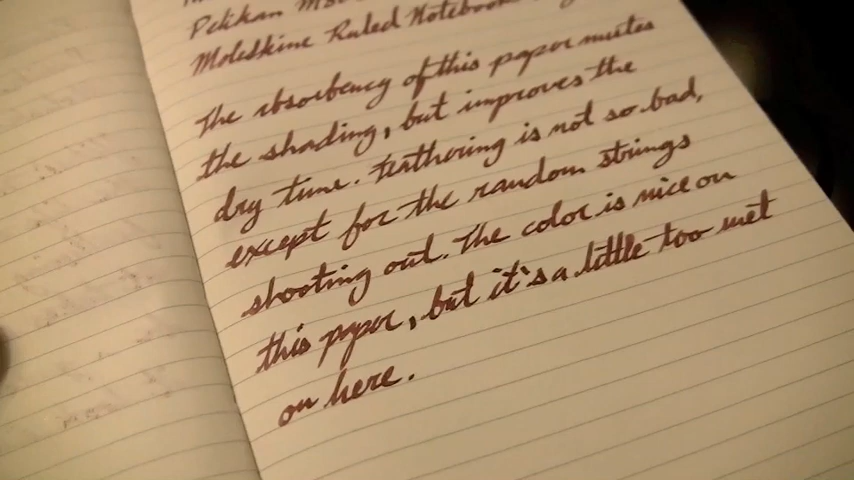 Pelikan
Moleskine Ruled Notebook
The absorbency of this paper mutes
the shading, but improves the
dry time. Feathering is not so bad,
except for the random strings
shooting out. The color is nice on
this paper, but it's a little too wet
on here.